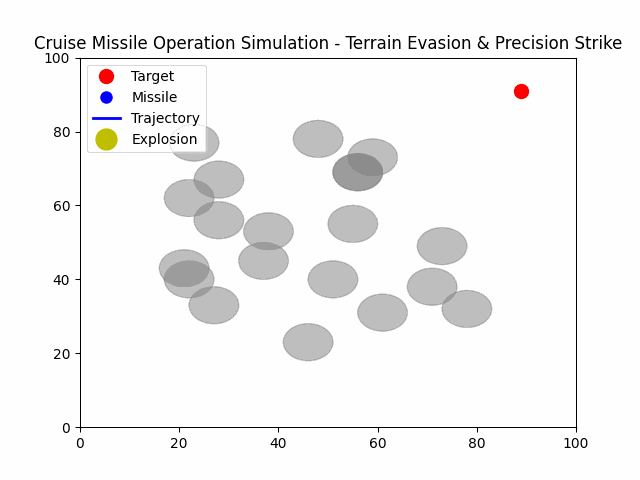 Cruise Missile Operation Simulation - Terrain Evasion & Precision Strike
100
80
60
40
20
0
Target
Missile
Trajectory
Explosion
0 20 40 60 80 100